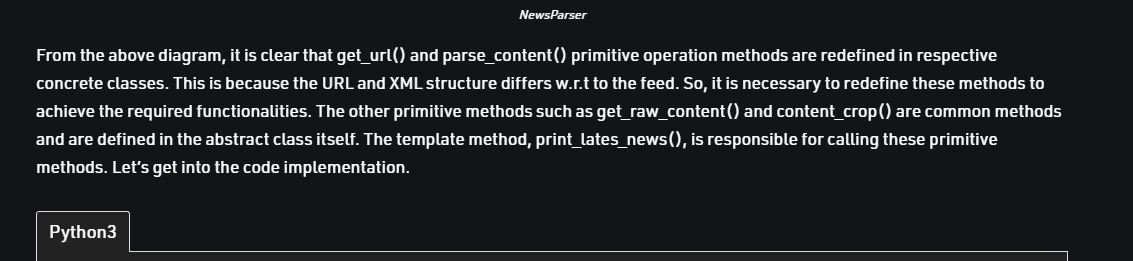 NewsParser
From the above diagram, it is clear that get_url() and parse_content() primitive operation methods are redefined in respective
concrete classes. This is because the URL and XML structure differs w.r.t to the feed. So, it is necessary to redefine these methods to
achieve the required functionalities. The other primitive methods such as get_raw_content() and content_crop() are common methods
and are defined in the abstract class itself. The template method, print_lates_news(), is responsible for calling these primitive
methods. Let’s get into the code implementation.
Python3